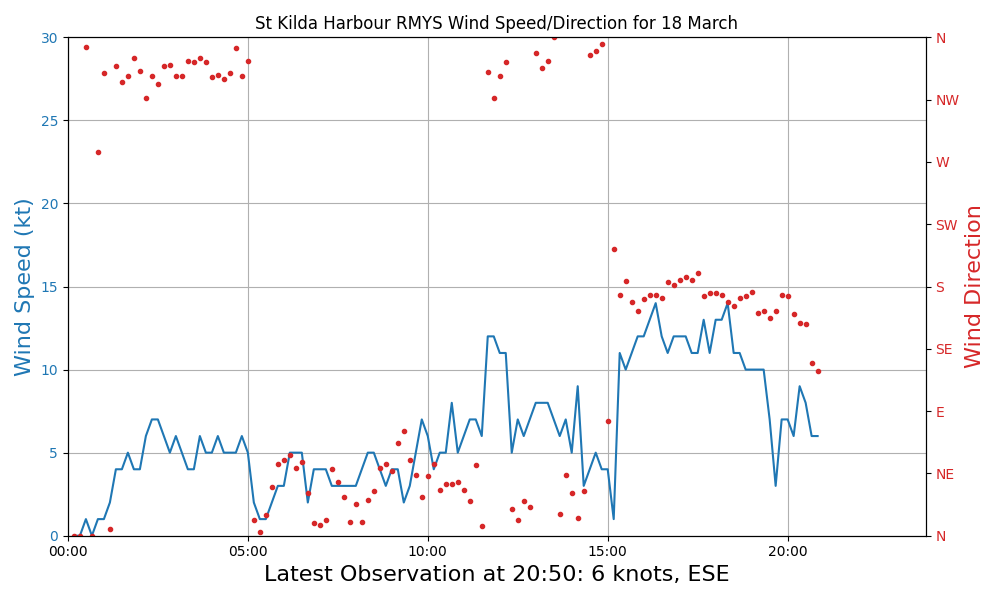 St Kilda Harbour RMYS Wind Speed/Direction for 18 March
30
25
20
15
10
5
0
Wind Speed (kt)
N
NW
W
SW
S
SE
E
NE
N
Wind Direction
00:00 05:00 10:00 15:00 20:00
Latest Observation at 20:50: 6 knots, ESE